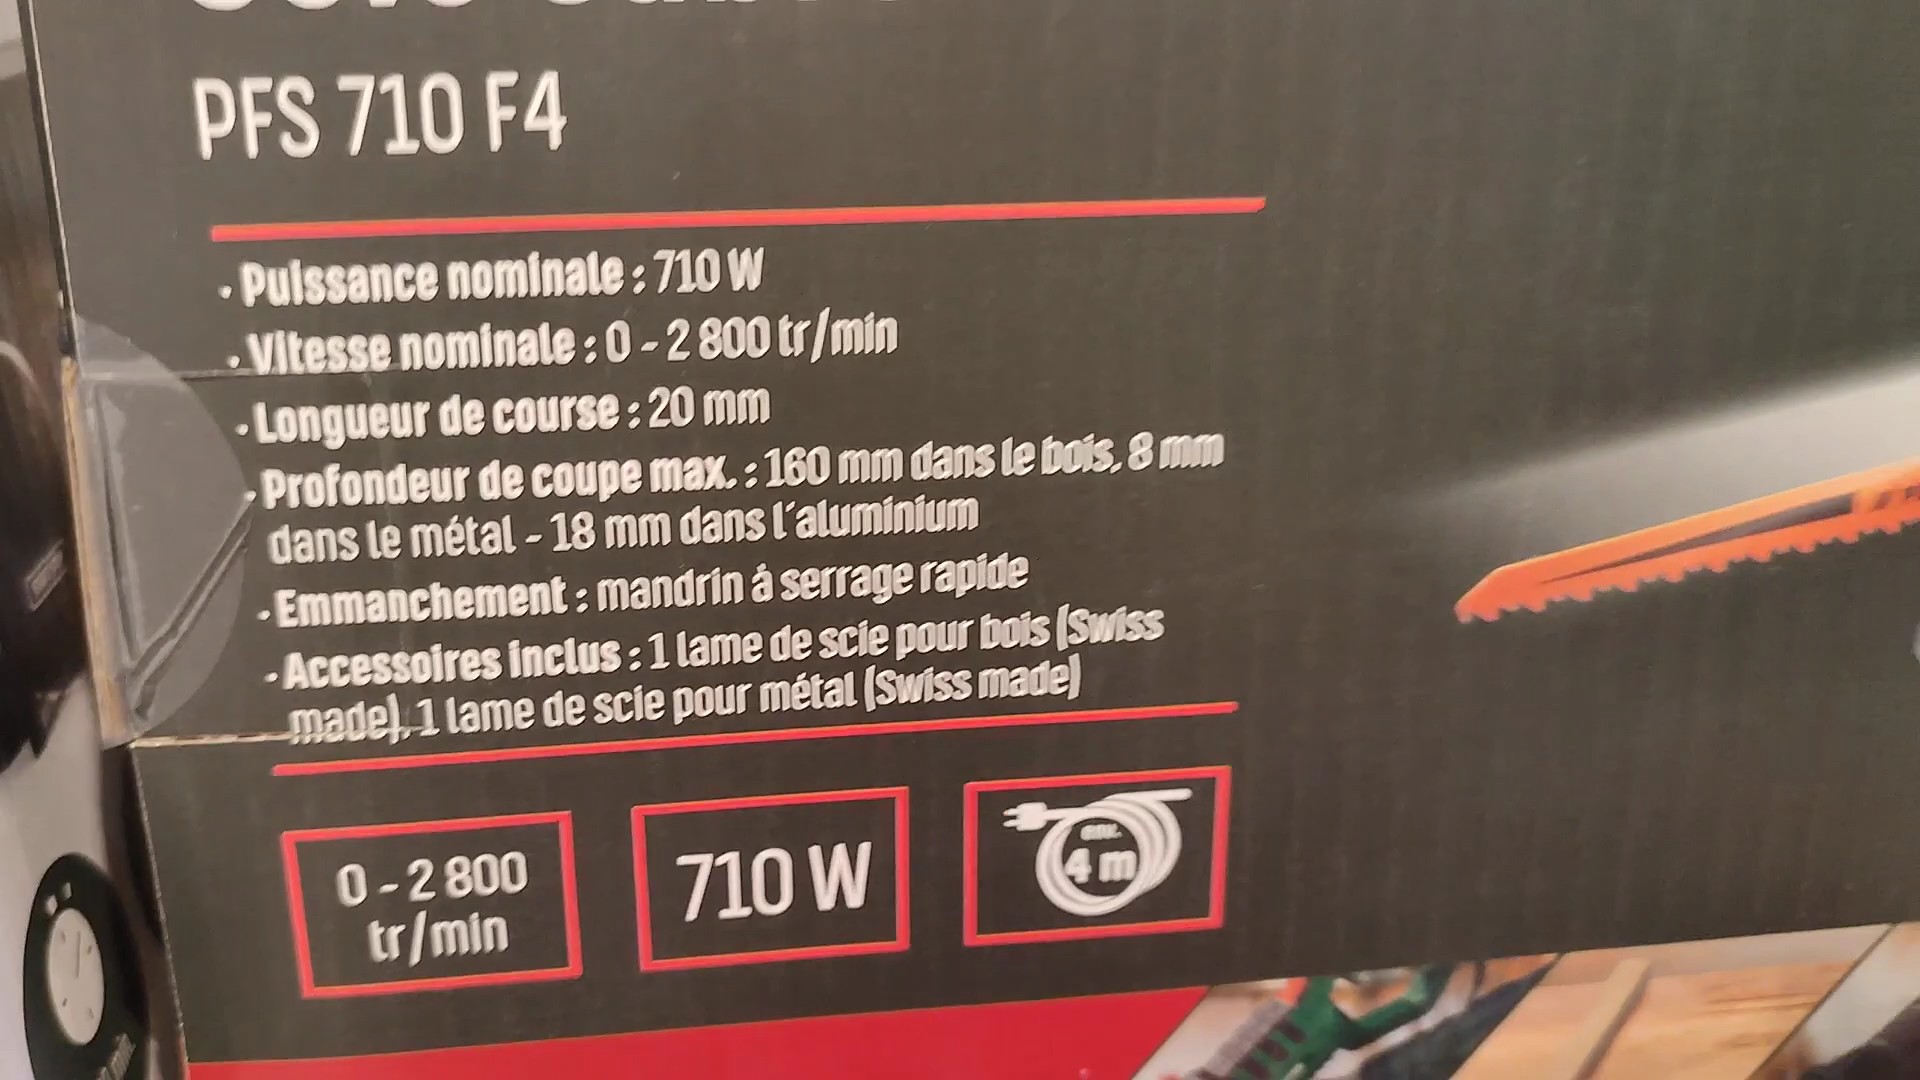 PFS 710 F4
· Puissance nominale : 710 W
· Vitesse nominale : 0 - 2 800 tr/min
· Longueur de course : 20 mm
· Profondeur de coupe max. : 160 mm dans le bois, 8 mm
dans le métal - 18 mm dans l'aluminium
· Emmanchement : mandrin à serrage rapide
· Accessoires inclus : 1 lame de scie pour bois (Swiss
made), 1 lame de scie pour métal (Swiss made)
0 - 2 800
tr/min
710 W
env.
4 m